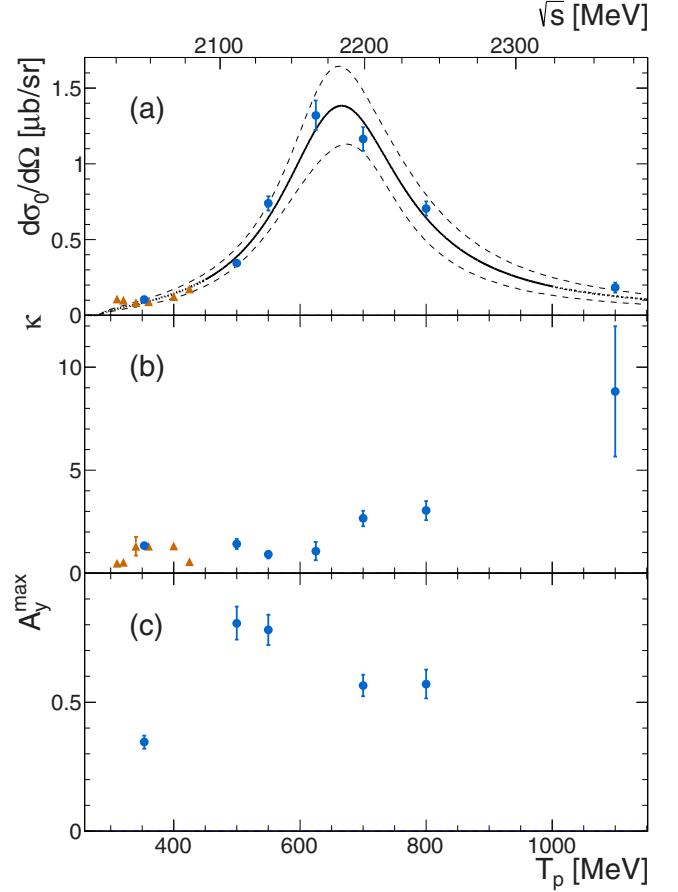 √s [MeV]
2100 2200 2300
dσ₀/dΩ [μb/sr]
(a)
1.5
1
0.5
0
κ
(b)
10
5
0
A_y^max
(c)
0.5
0
400 600 800 1000
T_p [MeV]